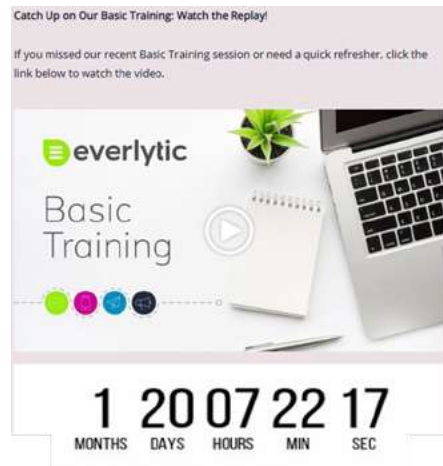 Catch Up on Our Basic Training: Watch the Replay!
If you missed our recent Basic Training session or need a quick refresher, click the
link below to watch the video.
everlytic
Basic
Training
1 20 07 22 17
MONTHS DAYS HOURS MIN SEC